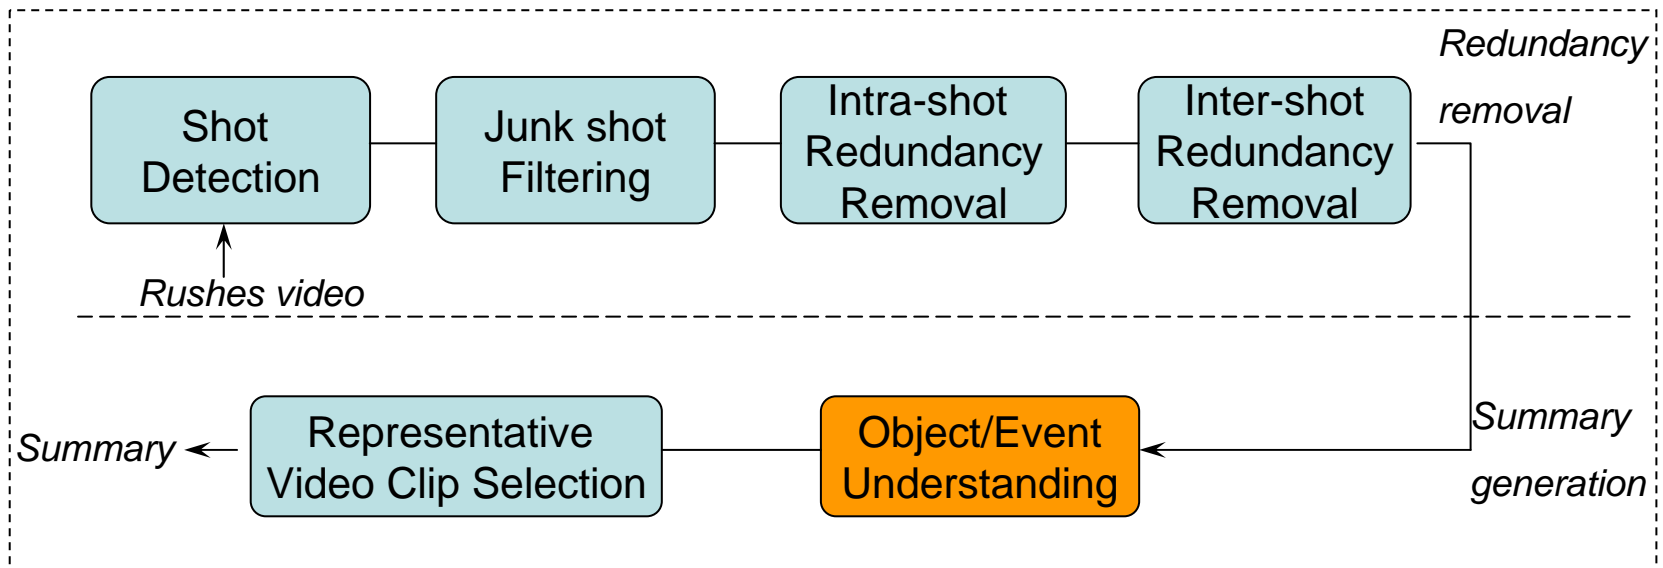 Redundancy
removal
Shot
Detection
Junk shot
Filtering
Intra-shot
Redundancy
Removal
Inter-shot
Redundancy
Removal
Rushes video
Summary
Representative
Video Clip Selection
Object/Event
Understanding
Summary
generation